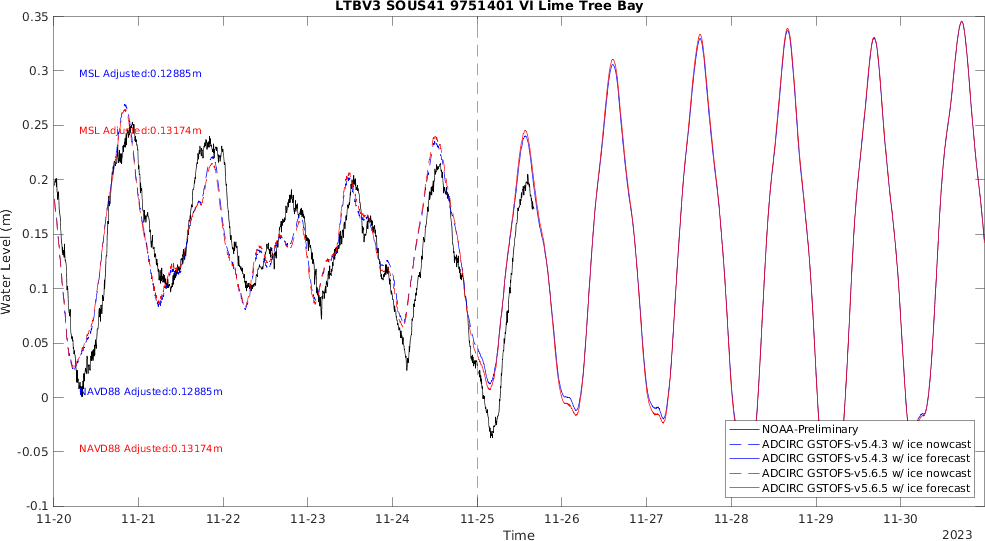 LTBV3 SOUS41 9751401 VI Lime Tree Bay
0.35
0.3
0.25
0.2
0.15
0.1
0.05
0
-0.05
-0.1
Water Level (m)
MSL Adjusted:0.12885m
MSL Adjusted:0.13174m
NAVD88 Adjusted:0.12885m
NAVD88 Adjusted:0.13174m
NOAA-Preliminary
ADCIRC GSTOFS-v5.4.3 w/ ice nowcast
ADCIRC GSTOFS-v5.4.3 w/ ice forecast
ADCIRC GSTOFS-v5.6.5 w/ ice nowcast
ADCIRC GSTOFS-v5.6.5 w/ ice forecast
11-20 11-21 11-22 11-23 11-24 11-25 11-26 11-27 11-28 11-29 11-30
Time
2023